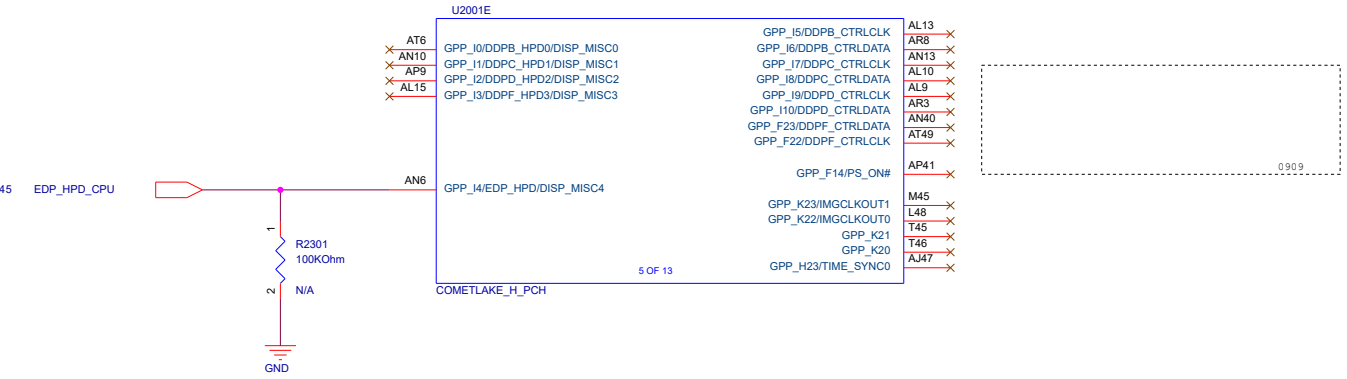 U2001E
AT6 GPP_I0/DDPB_HPD0/DISP_MISC0
AN10 GPP_I1/DDPC_HPD1/DISP_MISC1
AP9 GPP_I2/DDPD_HPD2/DISP_MISC2
AL15 GPP_I3/DDPF_HPD3/DISP_MISC3
45 EDP_HPD_CPU
AN6 GPP_I4/EDP_HPD/DISP_MISC4
1
R2301
100KOhm
2 N/A
GND
GPP_I5/DDPB_CTRLCLK AL13
GPP_I6/DDPB_CTRLDATA AR8
GPP_I7/DDPC_CTRLCLK AN13
GPP_I8/DDPC_CTRLDATA AL10
GPP_I9/DDPD_CTRLCLK AL9
GPP_I10/DDPD_CTRLDATA AR3
GPP_F23/DDPF_CTRLDATA AN40
GPP_F22/DDPF_CTRLCLK AT49
GPP_F14/PS_ON# AP41
GPP_K23/IMGCLKOUT1 M45
GPP_K22/IMGCLKOUT0 L48
GPP_K21 T45
GPP_K20 T46
GPP_H23/TIME_SYNC0 AJ47
5 OF 13
COMETLAKE_H_PCH
0909